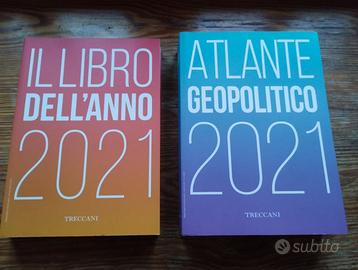 IL LIBRO
DELL'ANNO
2021
TRECCANI
ATLANTE
GEOPOLITICO
2021
TRECCANI
subito